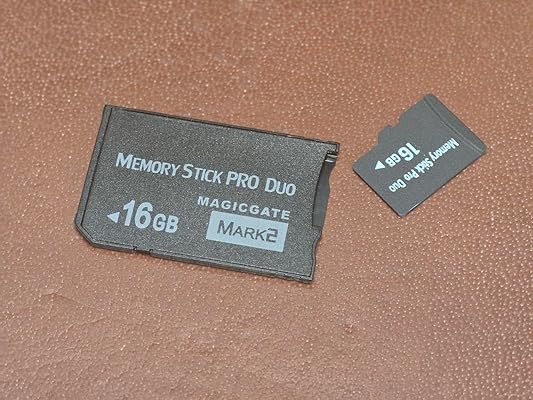 MEMORY STICK PRO DUO
MAGICGATE
◄16GB
MARK2
Memory Stick Pro Duo
◄16GB